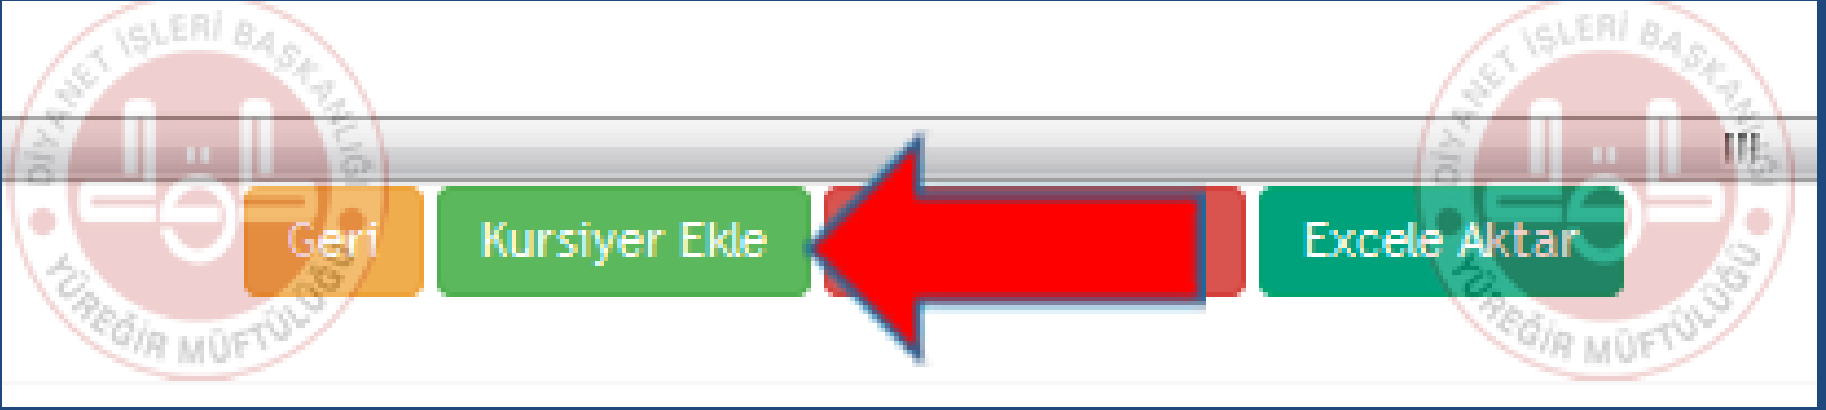 DİYANET İŞLERİ BAŞKANLIĞI
DİYANET İŞLERİ BAŞKANLIĞI
Geri
Kursiyer Ekle
Excele Aktar
YÜREĞİR MÜFTÜLÜĞÜ
YÜREĞİR MÜFTÜLÜĞÜ